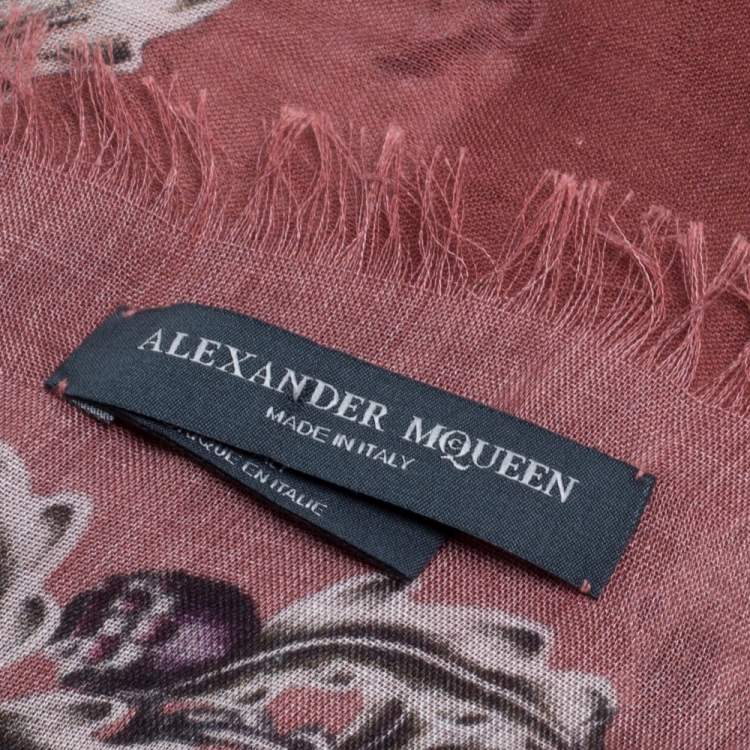 ALEXANDER McQUEEN
MADE IN ITALY
EN ITALIE